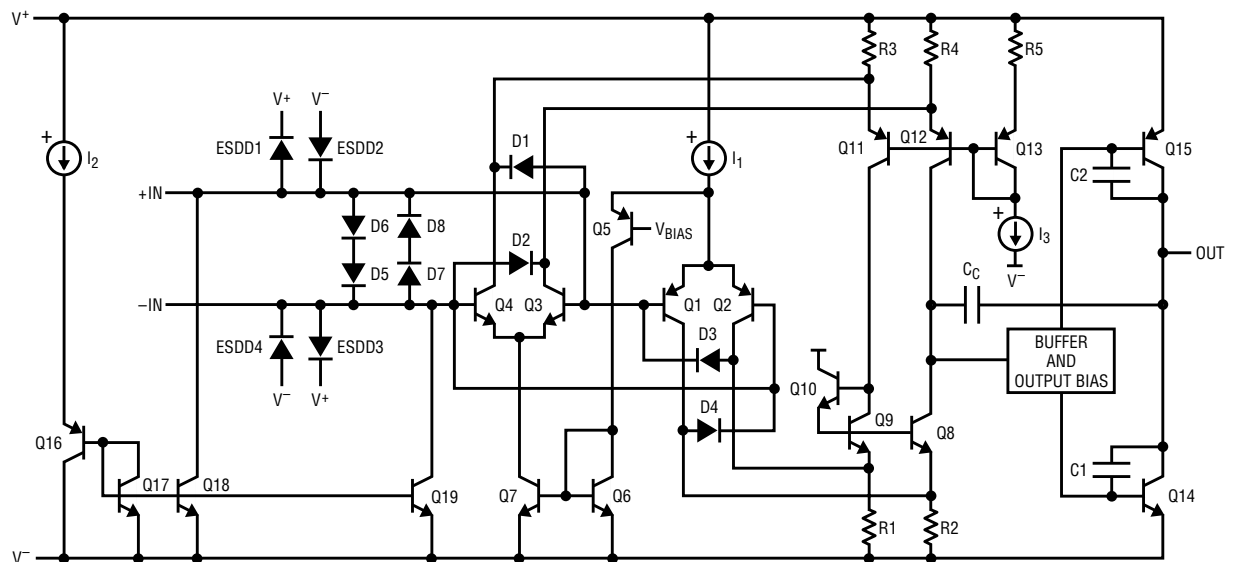 V+
R3
R4
R5
V+
V−
+
I2
ESDD1
ESDD2
D1
+
I1
Q11
Q12
Q13
Q15
C2
+IN
+
I3
V−
D6
D8
Q5
VBIAS
D2
OUT
D5
D7
CC
−IN
Q4
Q3
Q1
Q2
ESDD4
ESDD3
D3
BUFFER
AND
OUTPUT BIAS
V−
V+
Q10
D4
Q9
Q8
Q16
C1
Q17
Q18
Q19
Q7
Q6
Q14
R1
R2
V−